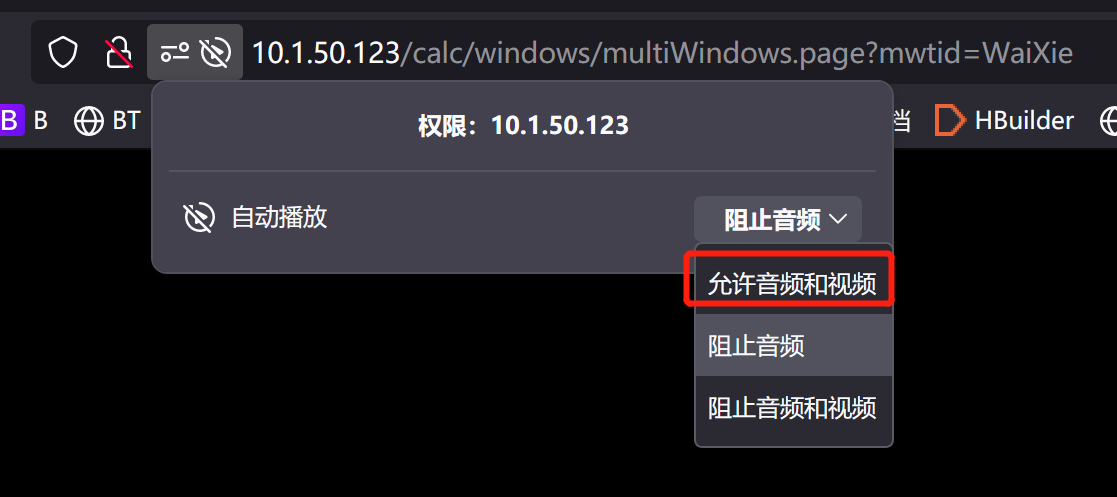 10.1.50.123/calc/windows/multiWindows.page?mwtid=WaiXie
B B BT 档 HBuilder
权限：10.1.50.123
自动播放 阻止音频
允许音频和视频
阻止音频
阻止音频和视频